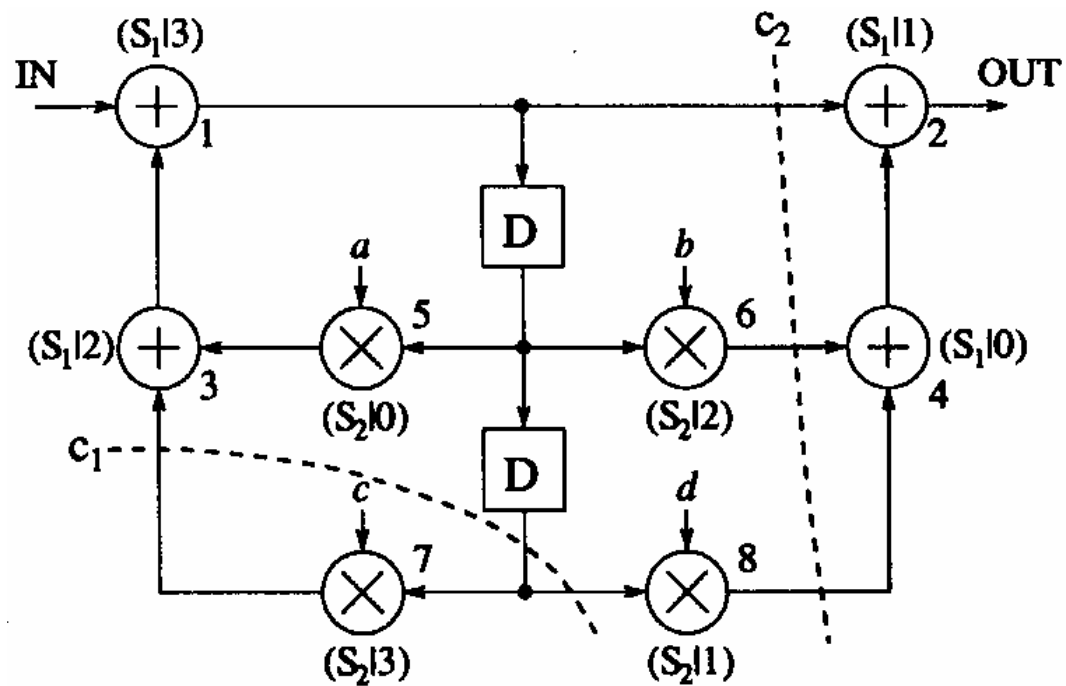 (S₁|3)
c₂
(S₁|1)
IN
+
1
+
2
OUT
D
a
b
(S₁|2)
+
3
×
5
×
6
+
4
(S₁|0)
(S₂|0)
(S₂|2)
c₁
D
c
d
×
7
×
8
(S₂|3)
(S₂|1)